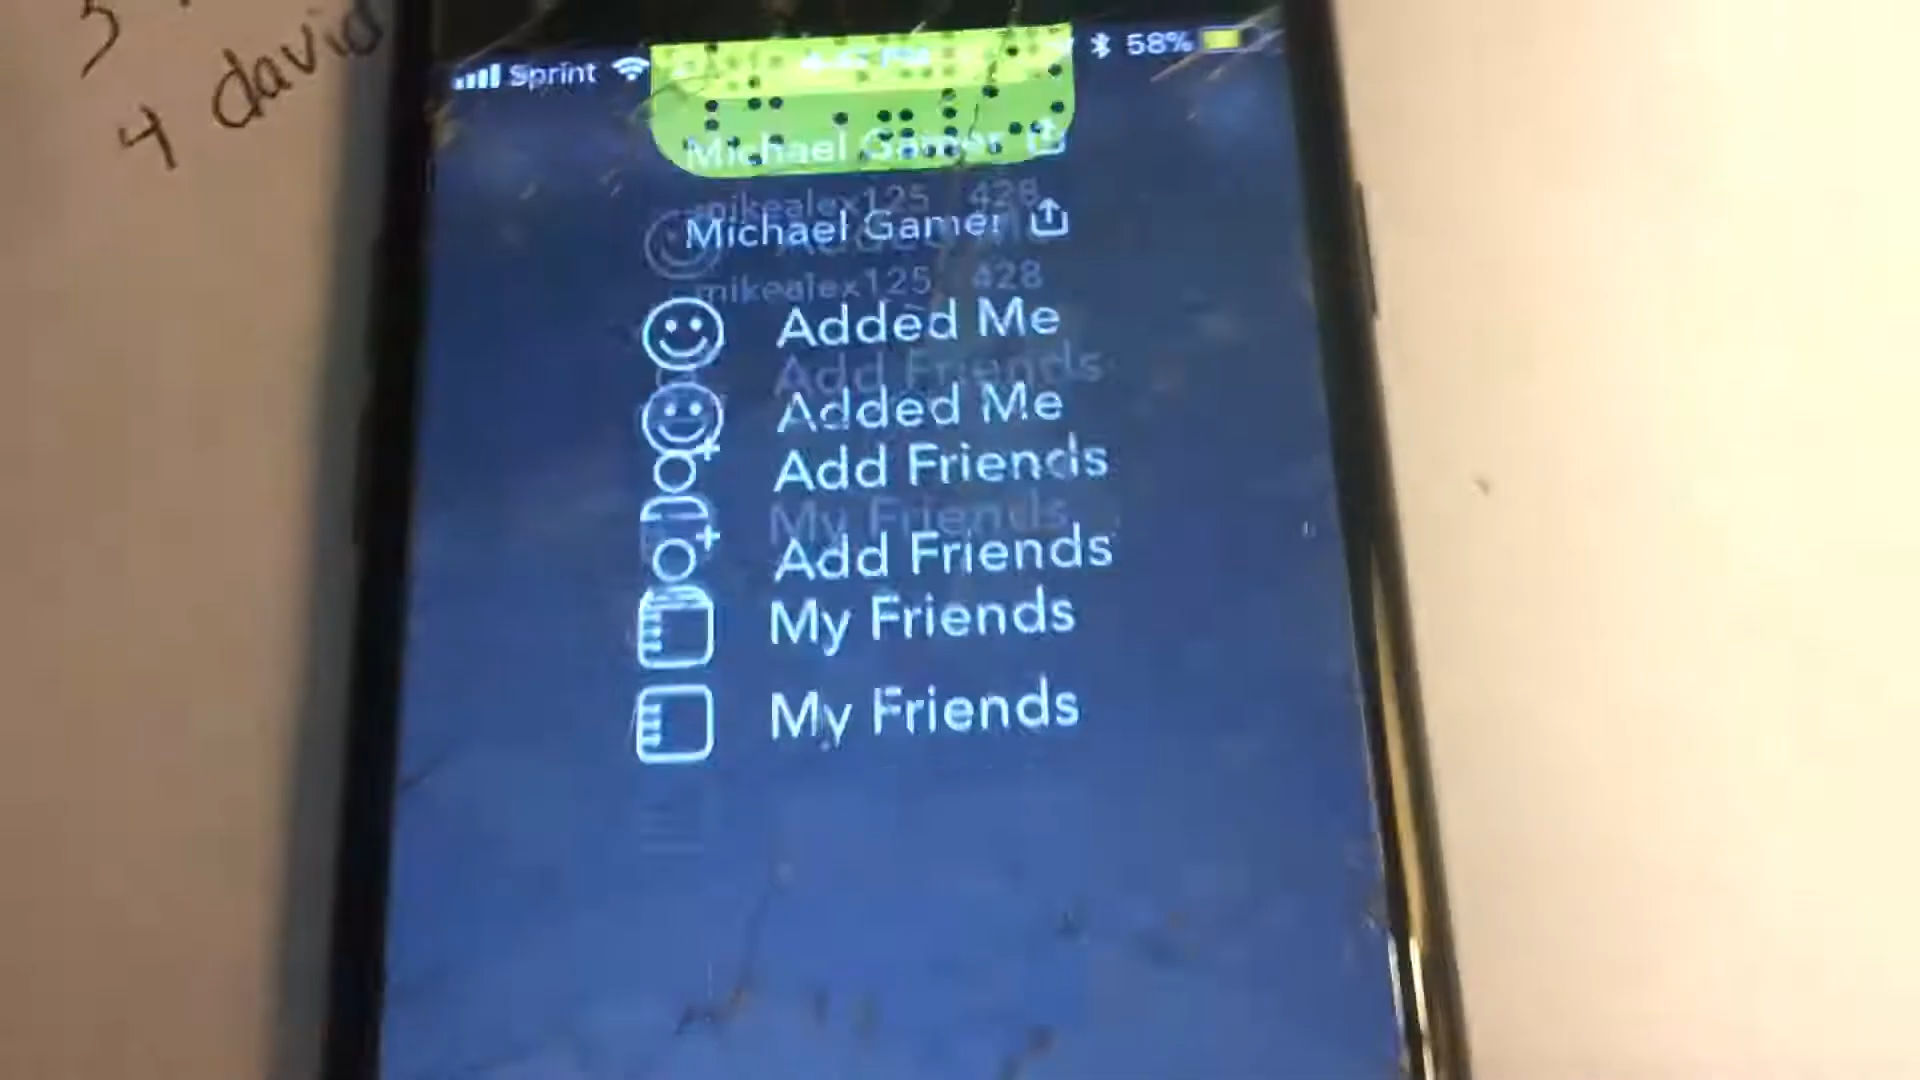 4 david
Sprint 58%
Michael Gamer
mikealex125 428
Michael Gamer
mikealex125 428
Added Me
Add Friends
Added Me
Add Friends
My Friends
Add Friends
My Friends
My Friends